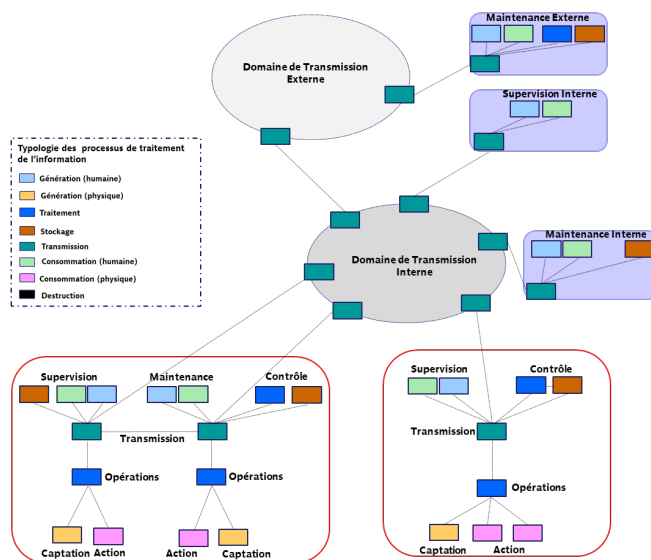 Maintenance Externe
Domaine de Transmission
Externe
Supervision Interne
Typologie des processus de traitement
de l'information
Génération (humaine)
Génération (physique)
Traitement
Stockage
Transmission
Consommation (humaine)
Consommation (physique)
Destruction
Maintenance Interne
Domaine de Transmission
Interne
Supervision
Maintenance
Contrôle
Transmission
Opérations
Opérations
Captation
Action
Action
Captation
Supervision
Contrôle
Transmission
Opérations
Captation
Action